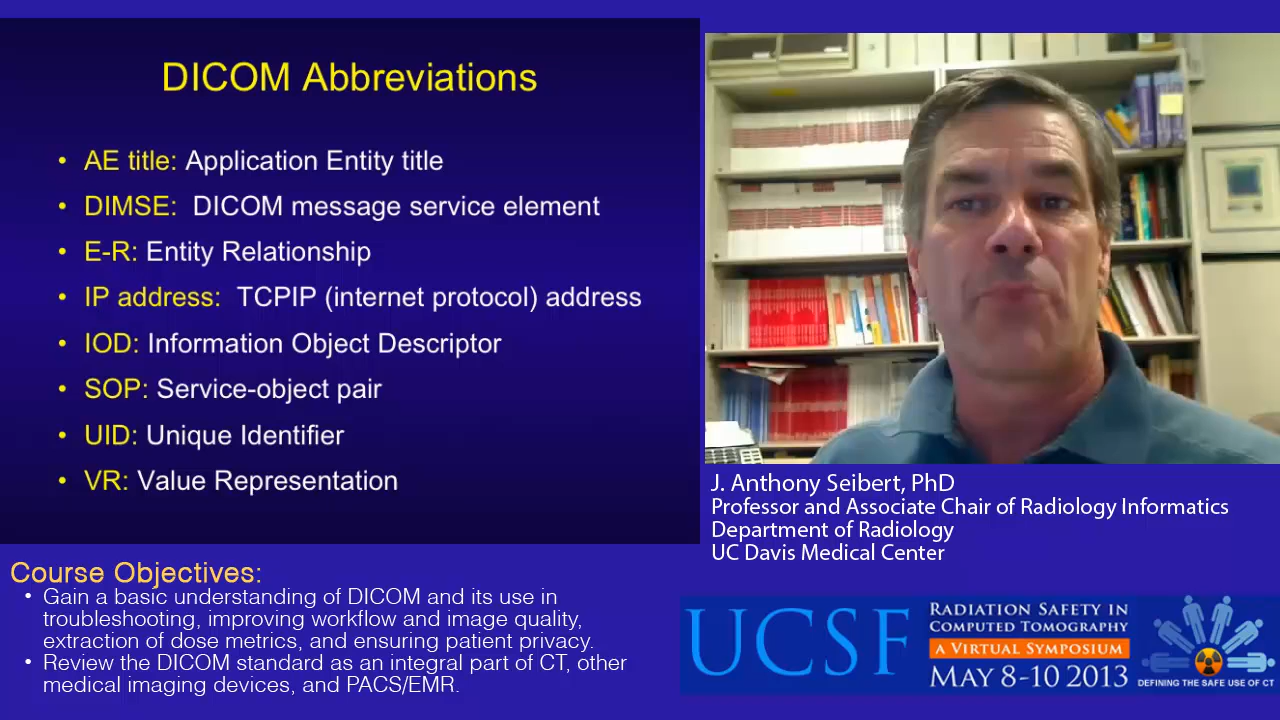 DICOM Abbreviations
• AE title: Application Entity title
• DIMSE: DICOM message service element
• E-R: Entity Relationship
• IP address: TCPIP (internet protocol) address
• IOD: Information Object Descriptor
• SOP: Service-object pair
• UID: Unique Identifier
• VR: Value Representation
J. Anthony Seibert, PhD
Professor and Associate Chair of Radiology Informatics
Department of Radiology
UC Davis Medical Center
Course Objectives:
• Gain a basic understanding of DICOM and its use in
troubleshooting, improving workflow and image quality,
extraction of dose metrics, and ensuring patient privacy.
• Review the DICOM standard as an integral part of CT, other
medical imaging devices, and PACS/EMR.
UCSF
RADIATION SAFETY IN
COMPUTED TOMOGRAPHY
A VIRTUAL SYMPOSIUM
MAY 8-10 2013
DEFINING THE SAFE USE OF CT